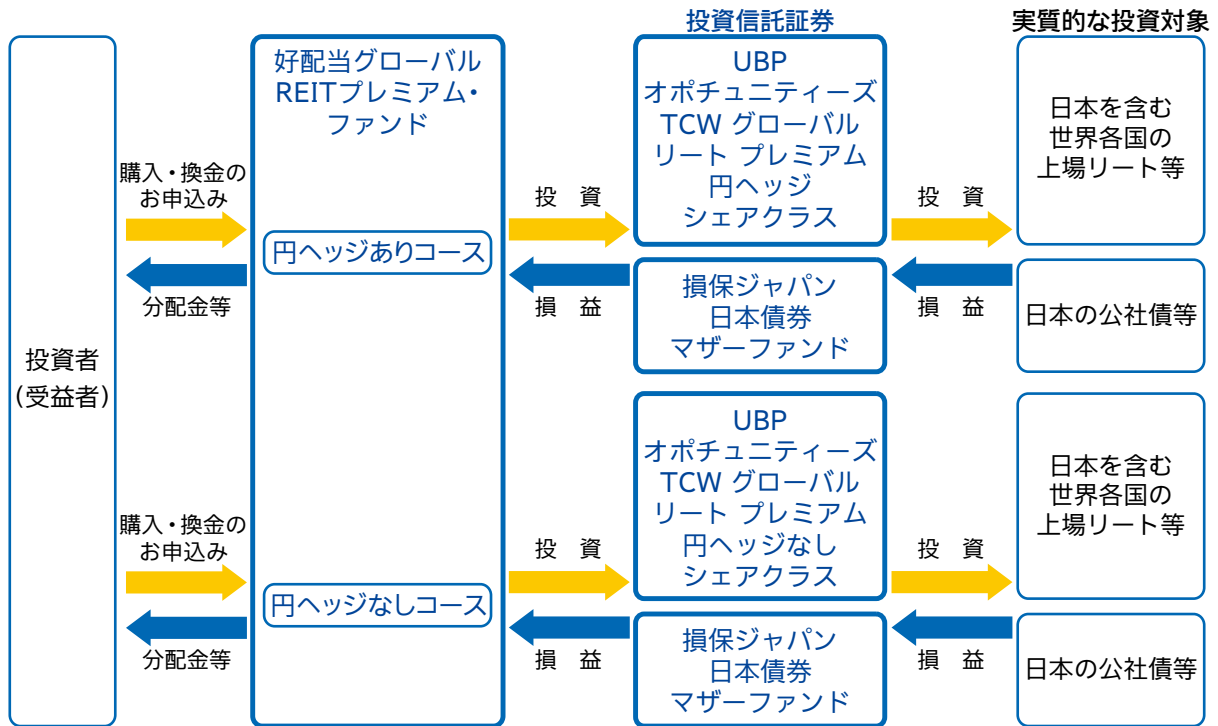 投資信託証券
実質的な投資対象
投資者
(受益者)
好配当グローバル
REITプレミアム・
ファンド
購入・換金の
お申込み
分配金等
円ヘッジありコース
投 資
損 益
UBP
オポチュニティーズ
TCW グローバル
リート プレミアム
円ヘッジ
シェアクラス
損保ジャパン
日本債券
マザーファンド
投 資
損 益
日本を含む
世界各国の
上場リート等
日本の公社債等
購入・換金の
お申込み
分配金等
円ヘッジなしコース
投 資
損 益
UBP
オポチュニティーズ
TCW グローバル
リート プレミアム
円ヘッジなし
シェアクラス
損保ジャパン
日本債券
マザーファンド
投 資
損 益
日本を含む
世界各国の
上場リート等
日本の公社債等